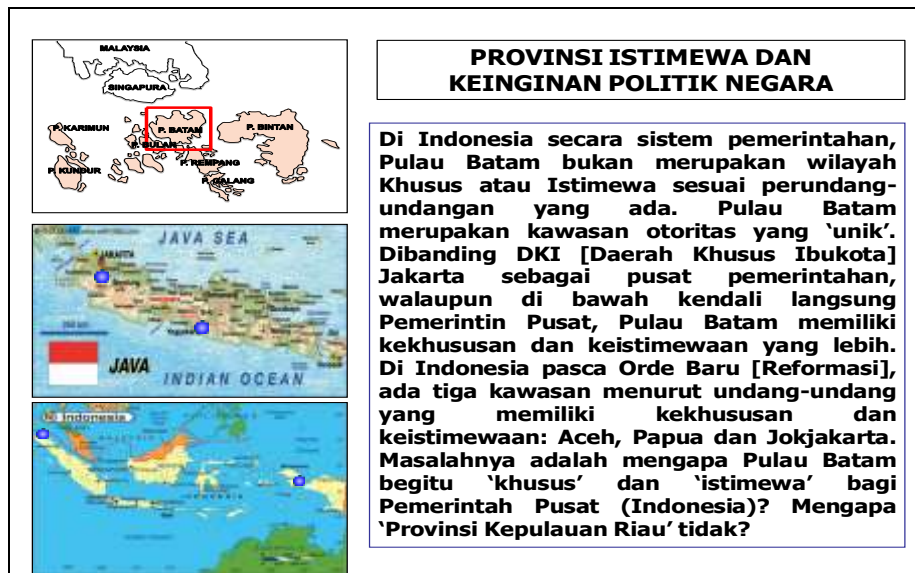 MALAYSIA
SINGAPURA
P. KARIMUN
P. BATAM
P. BINTAN
P. BULAN
P. REMPANG
P. KUNDUR
P. GALANG
JAVA SEA
JAKARTA
JAVA
INDIAN OCEAN
Indonesia
PROVINSI ISTIMEWA DAN
KEINGINAN POLITIK NEGARA
Di Indonesia secara sistem pemerintahan,
Pulau Batam bukan merupakan wilayah
Khusus atau Istimewa sesuai perundang-
undangan yang ada. Pulau Batam
merupakan kawasan otoritas yang ‘unik’.
Dibanding DKI [Daerah Khusus Ibukota]
Jakarta sebagai pusat pemerintahan,
walaupun di bawah kendali langsung
Pemerintin Pusat, Pulau Batam memiliki
kekhususan dan keistimewaan yang lebih.
Di Indonesia pasca Orde Baru [Reformasi],
ada tiga kawasan menurut undang-undang
yang memiliki kekhususan dan
keistimewaan: Aceh, Papua dan Jokjakarta.
Masalahnya adalah mengapa Pulau Batam
begitu ‘khusus’ dan ‘istimewa’ bagi
Pemerintah Pusat (Indonesia)? Mengapa
‘Provinsi Kepulauan Riau’ tidak?